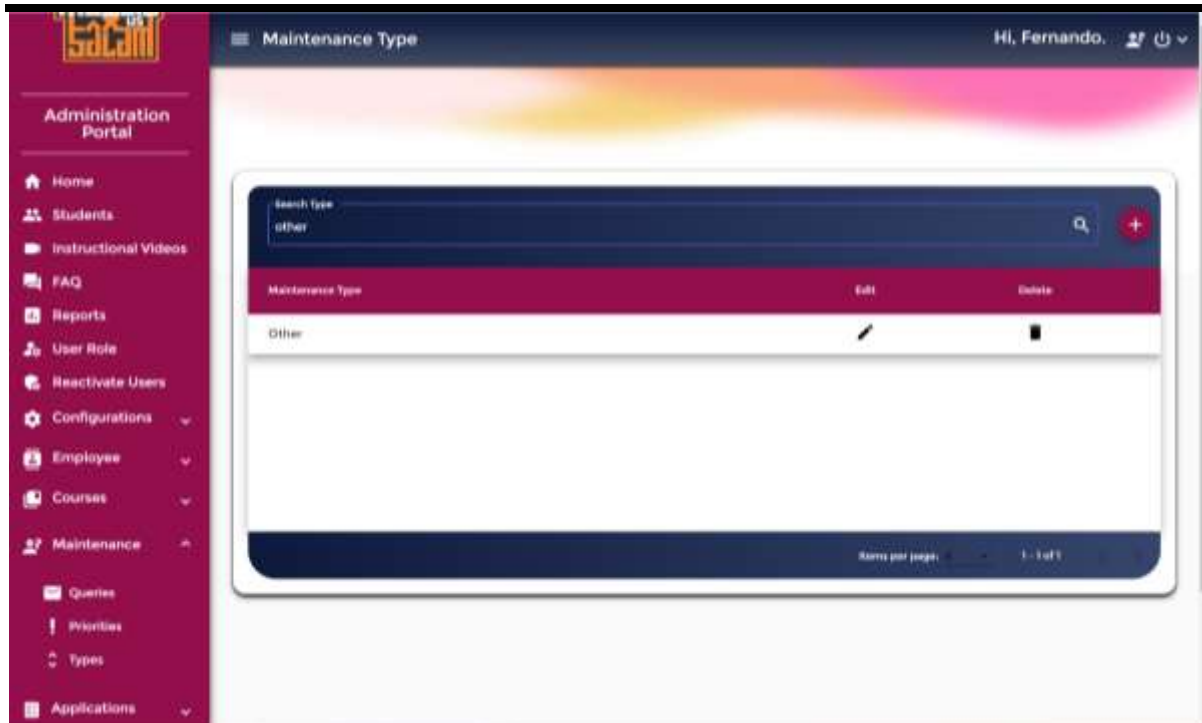 sacam
Maintenance Type
Hi, Fernando.
Administration
Portal
Home
Students
Instructional Videos
FAQ
Reports
User Role
Reactivate Users
Configurations
Employee
Courses
Maintenance
Queries
Priorities
Types
Applications
Search Type
other
Maintenance Type Edit Delete
Other
Items per page: 1 - 1 of 1